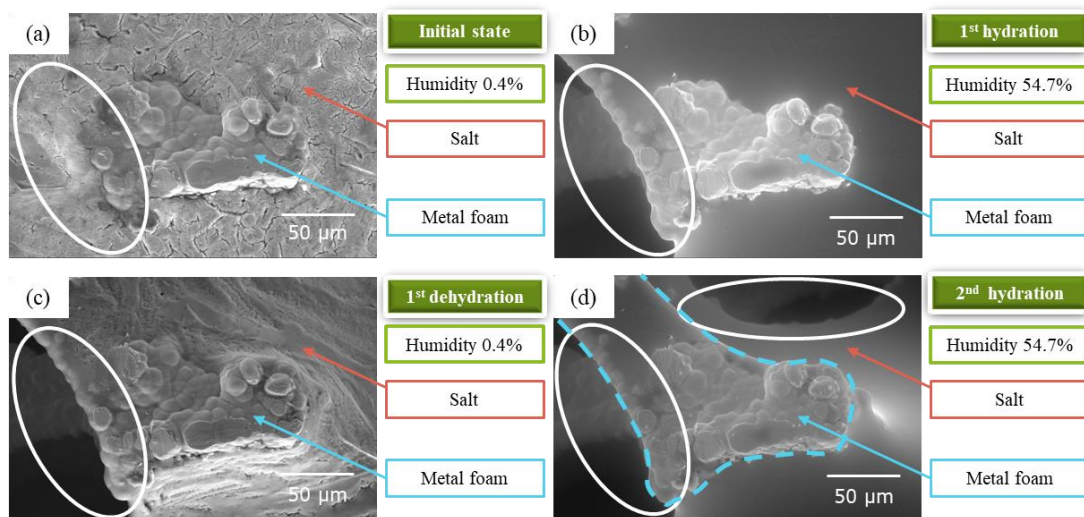 (a)
Initial state
Humidity 0.4%
Salt
Metal foam
50 μm
(b)
1st hydration
Humidity 54.7%
Salt
Metal foam
50 μm
(c)
1st dehydration
Humidity 0.4%
Salt
Metal foam
50 μm
(d)
2nd hydration
Humidity 54.7%
Salt
Metal foam
50 μm